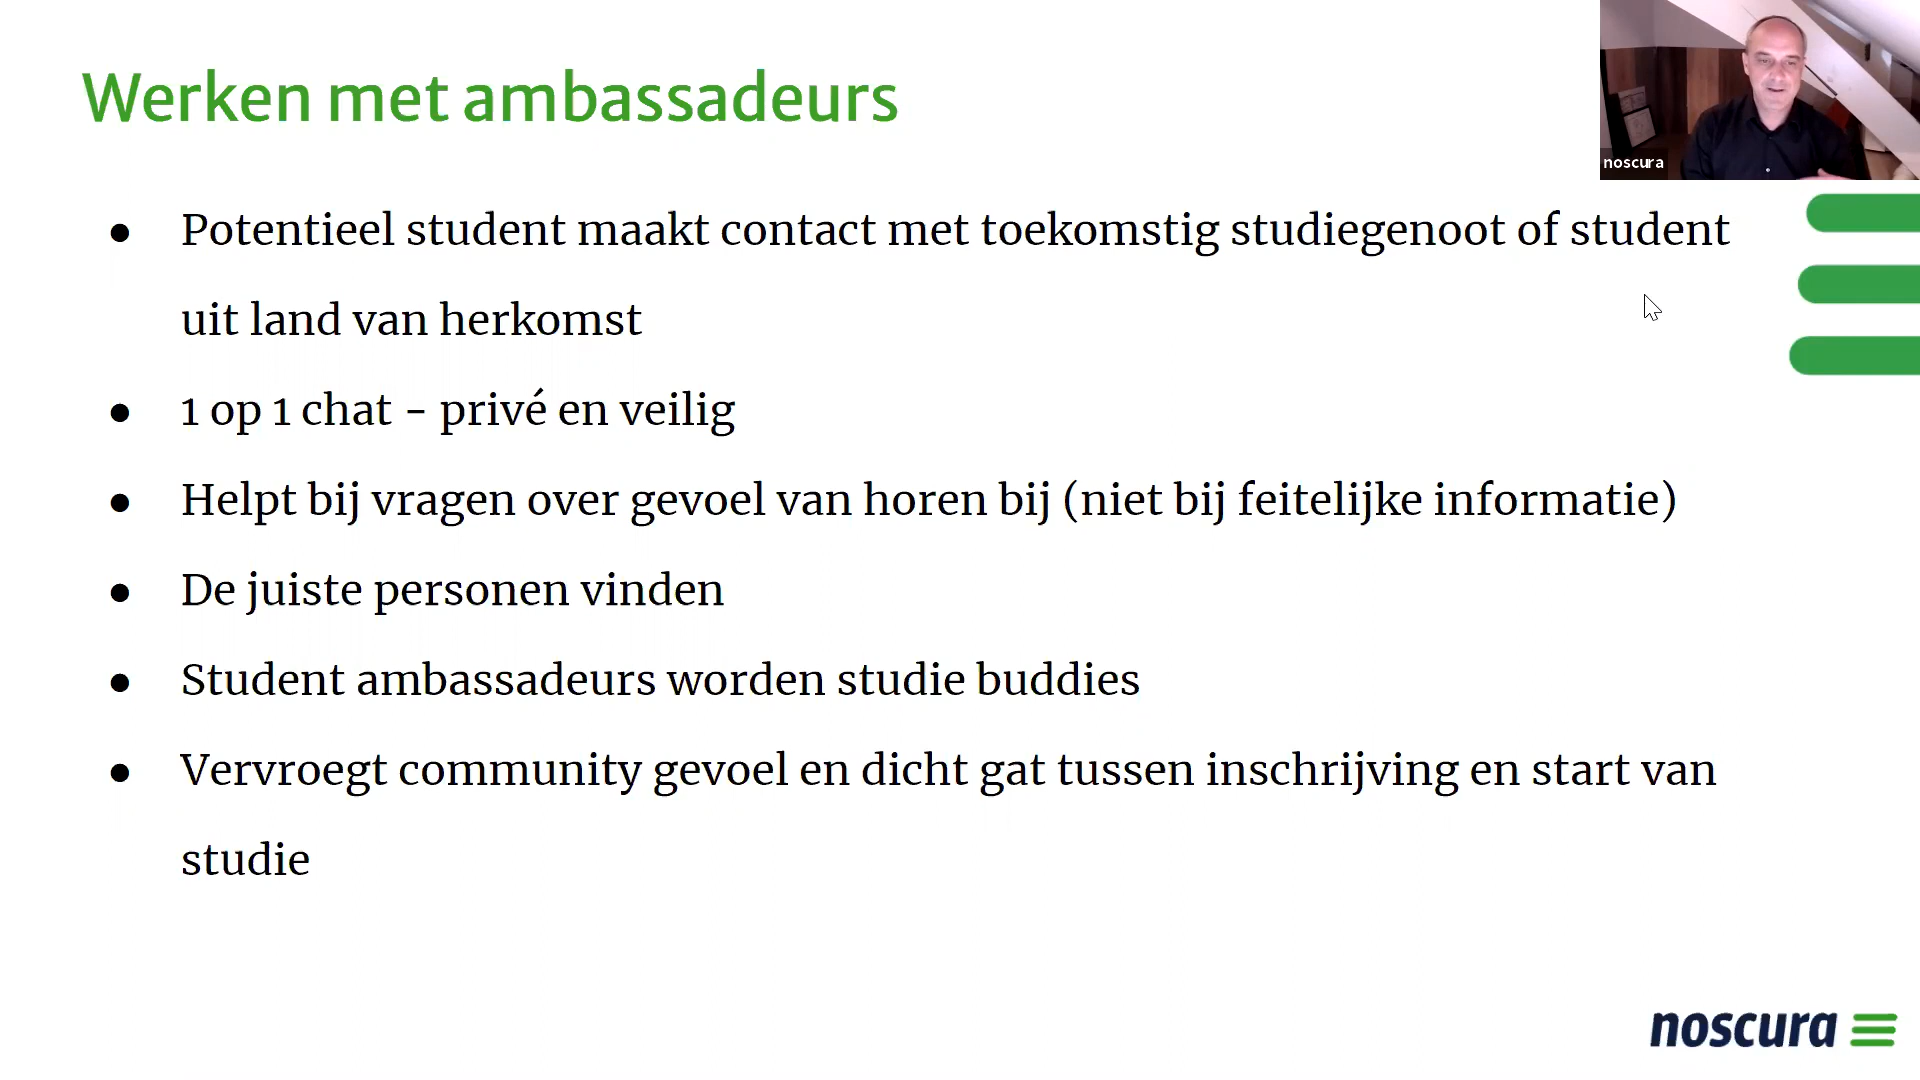 Werken met ambassadeurs
noscura
● Potentieel student maakt contact met toekomstig studiegenoot of student
uit land van herkomst
● 1 op 1 chat - privé en veilig
● Helpt bij vragen over gevoel van horen bij (niet bij feitelijke informatie)
● De juiste personen vinden
● Student ambassadeurs worden studie buddies
● Vervroegt community gevoel en dicht gat tussen inschrijving en start van
studie
noscura